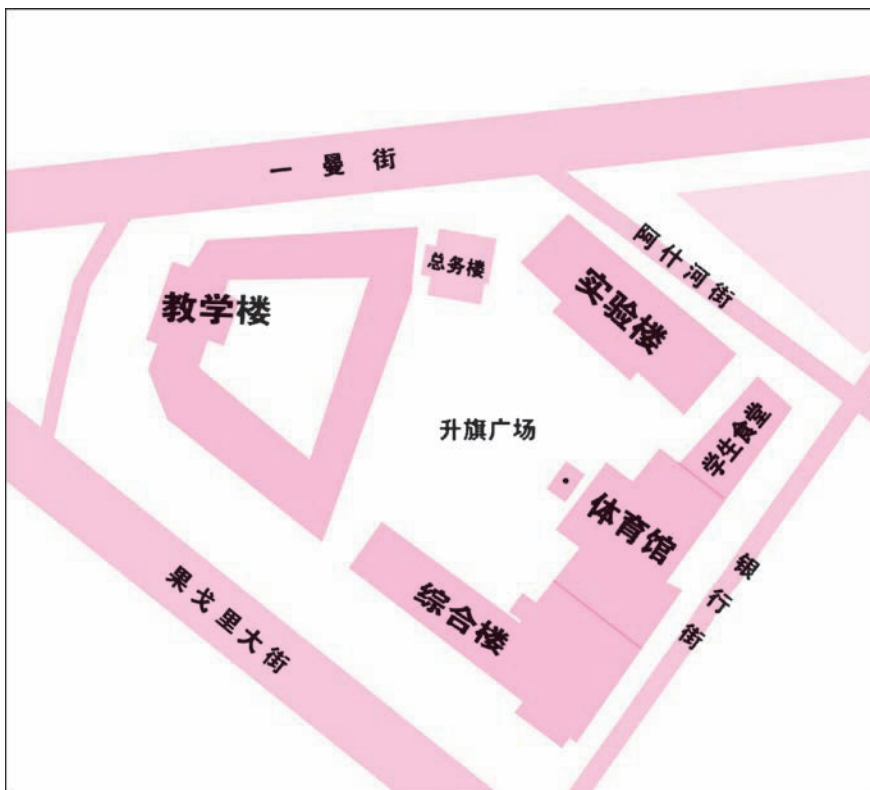 一曼街
阿什河街
总务楼
实验楼
教学楼
升旗广场
学生食堂
体育馆
综合楼
银行街
果戈里大街